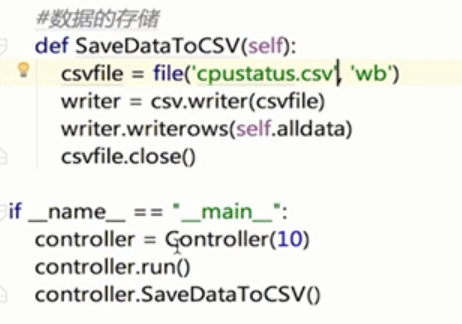 #数据的存储
def SaveDataToCSV(self):
csvfile = file('cpustatus.csv', 'wb')
writer = csv.writer(csvfile)
writer.writerows(self.alldata)
csvfile.close()
if __name__ == "__main__":
controller = Controller(10)
controller.run()
controller.SaveDataToCSV()